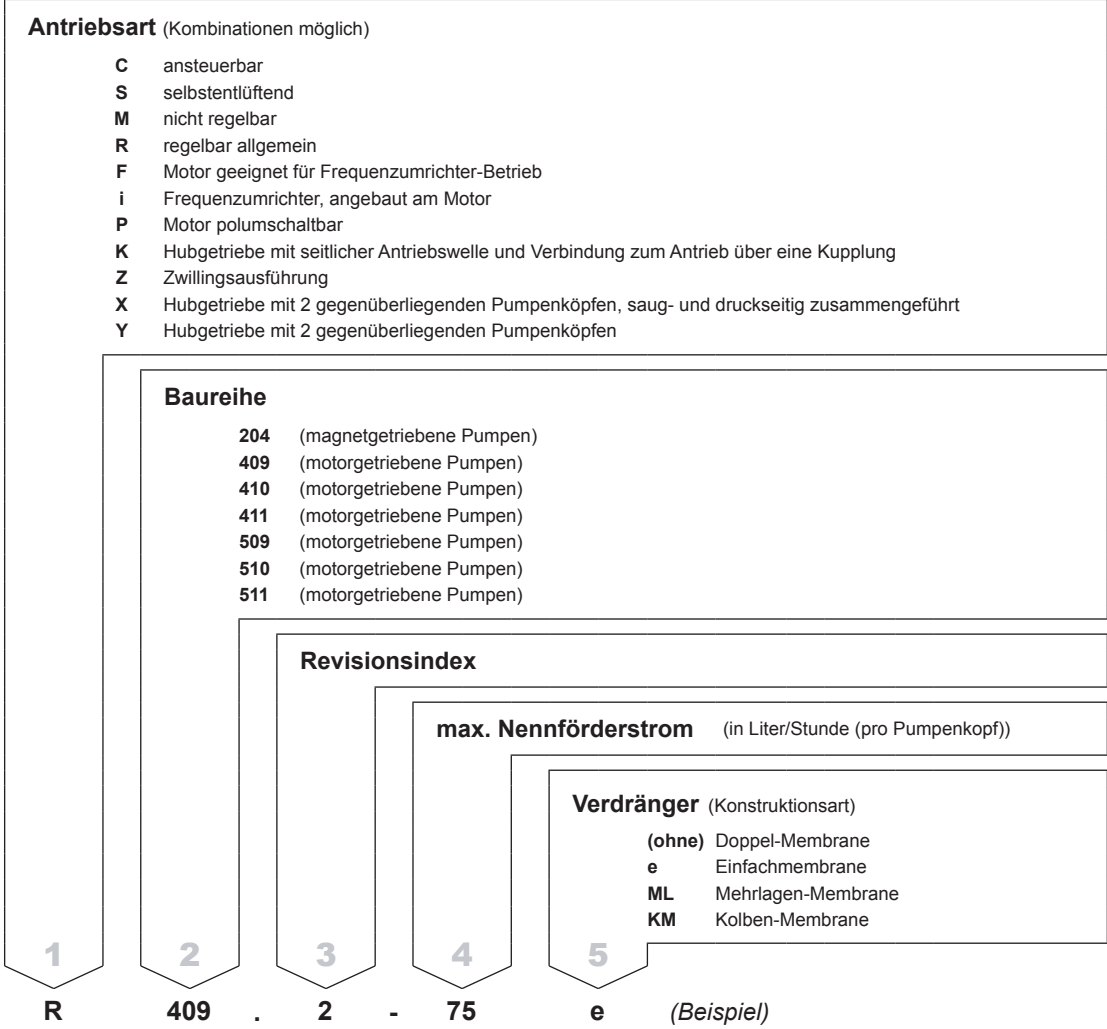 Antriebsart (Kombinationen möglich)
C ansteuerbar
S selbstentlüftend
M nicht regelbar
R regelbar allgemein
F Motor geeignet für Frequenzumrichter-Betrieb
i Frequenzumrichter, angebaut am Motor
P Motor polumschaltbar
K Hubgetriebe mit seitlicher Antriebswelle und Verbindung zum Antrieb über eine Kupplung
Z Zwillingsausführung
X Hubgetriebe mit 2 gegenüberliegenden Pumpenköpfen, saug- und druckseitig zusammengeführt
Y Hubgetriebe mit 2 gegenüberliegenden Pumpenköpfen
Baureihe
204 (magnetgetriebene Pumpen)
409 (motorgetriebene Pumpen)
410 (motorgetriebene Pumpen)
411 (motorgetriebene Pumpen)
509 (motorgetriebene Pumpen)
510 (motorgetriebene Pumpen)
511 (motorgetriebene Pumpen)
Revisionsindex
max. Nennförderstrom (in Liter/Stunde (pro Pumpenkopf))
Verdränger (Konstruktionsart)
(ohne) Doppel-Membrane
e Einfachmembrane
ML Mehrlagen-Membrane
KM Kolben-Membrane
1 2 3 4 5
R 409 . 2 - 75 e (Beispiel)